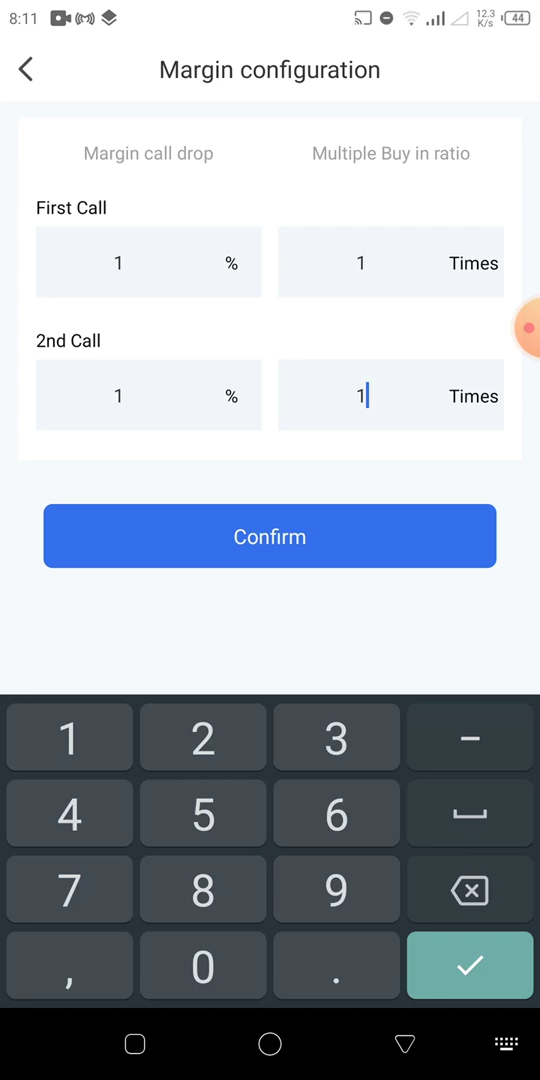 8:11 12.3 K/s 44
Margin configuration
Margin call drop Multiple Buy in ratio
First Call
1 % 1 Times
2nd Call
1 % 1 Times
Confirm
1 2 3 –
4 5 6
7 8 9
, 0 .